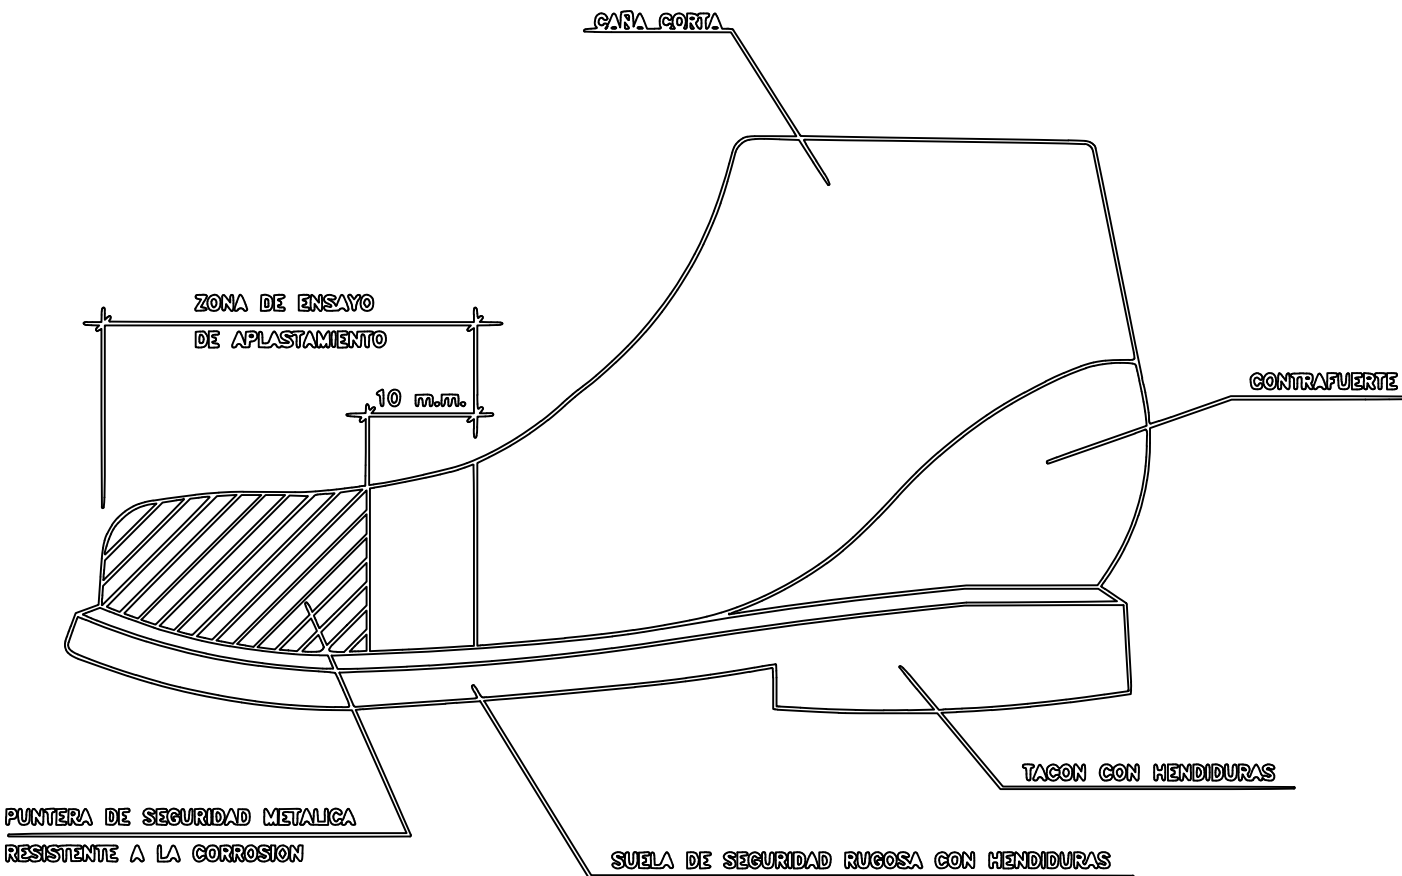 CAÑA CORTA
ZONA DE ENSAYO
DE APLASTAMIENTO
10 m.m.
CONTRAFUERTE
TACON CON HENDIDURAS
PUNTERA DE SEGURIDAD METALICA
RESISTENTE A LA CORROSION
SUELA DE SEGURIDAD RUGOSA CON HENDIDURAS